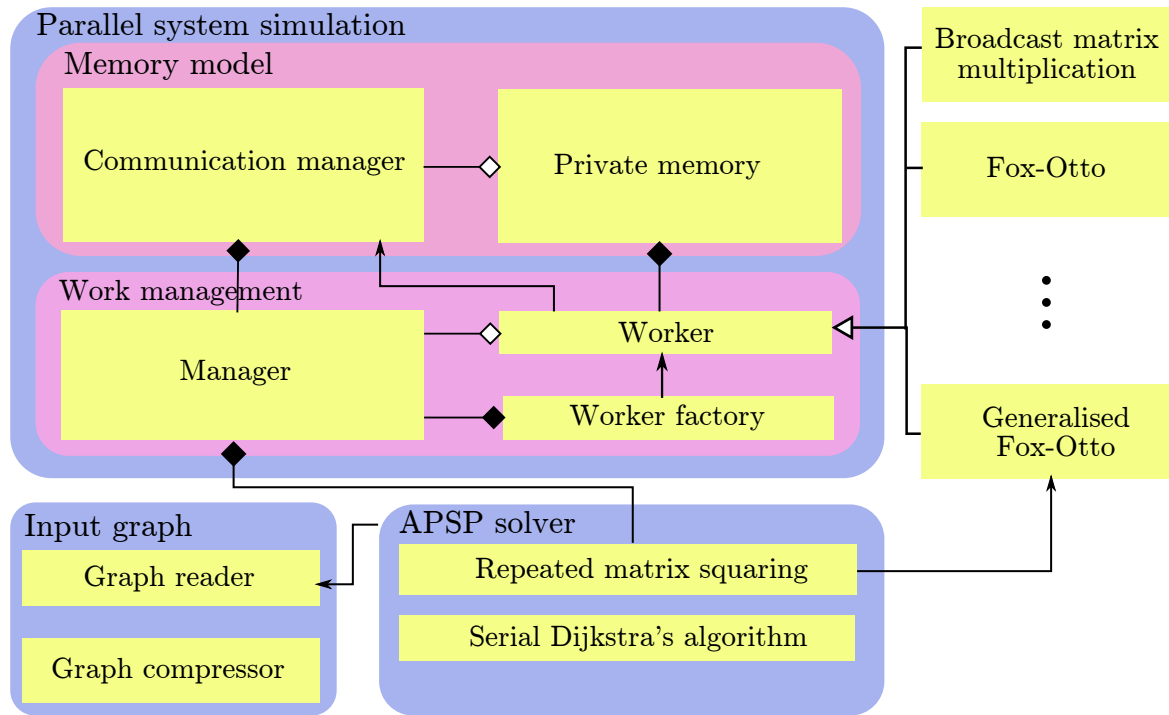 Parallel system simulation
Memory model
Communication manager
Private memory
Work management
Manager
Worker
Worker factory
Broadcast matrix
multiplication
Fox-Otto
Generalised
Fox-Otto
Input graph
Graph reader
Graph compressor
APSP solver
Repeated matrix squaring
Serial Dijkstra's algorithm